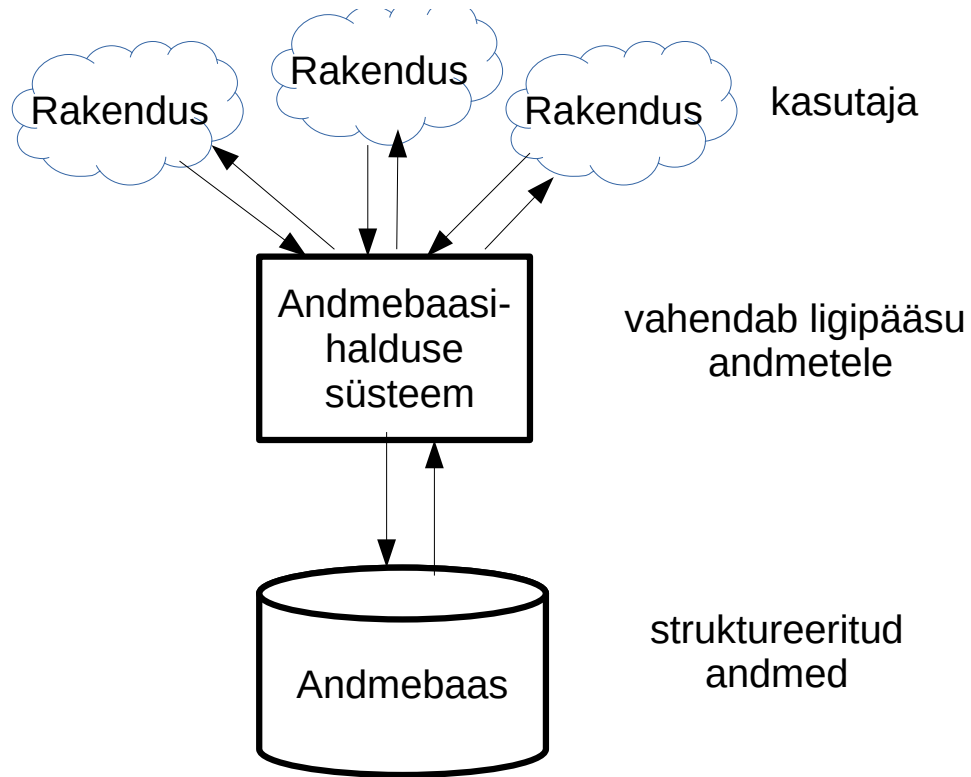 Rakendus
Rakendus
Rakendus
kasutaja
Andmebaasi-
halduse
süsteem
vahendab ligipääsu
andmetele
Andmebaas
struktureeritud
andmed